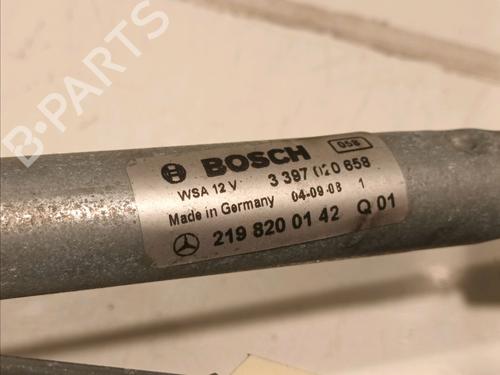 BOSCH 058
WSA 12 V 3 397 020 658
Made in Germany 04-09-08 1
219 820 01 42 Q 01
B-PARTS